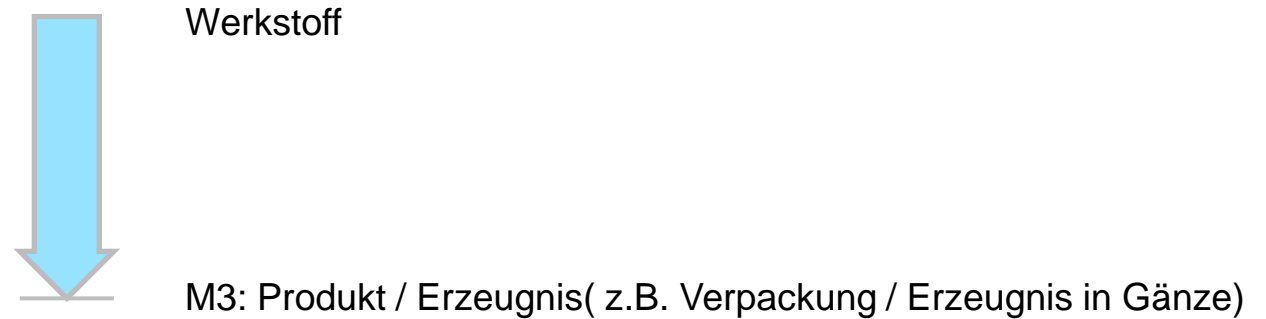 Werkstoff
M3: Produkt / Erzeugnis( z.B. Verpackung / Erzeugnis in Gänze)